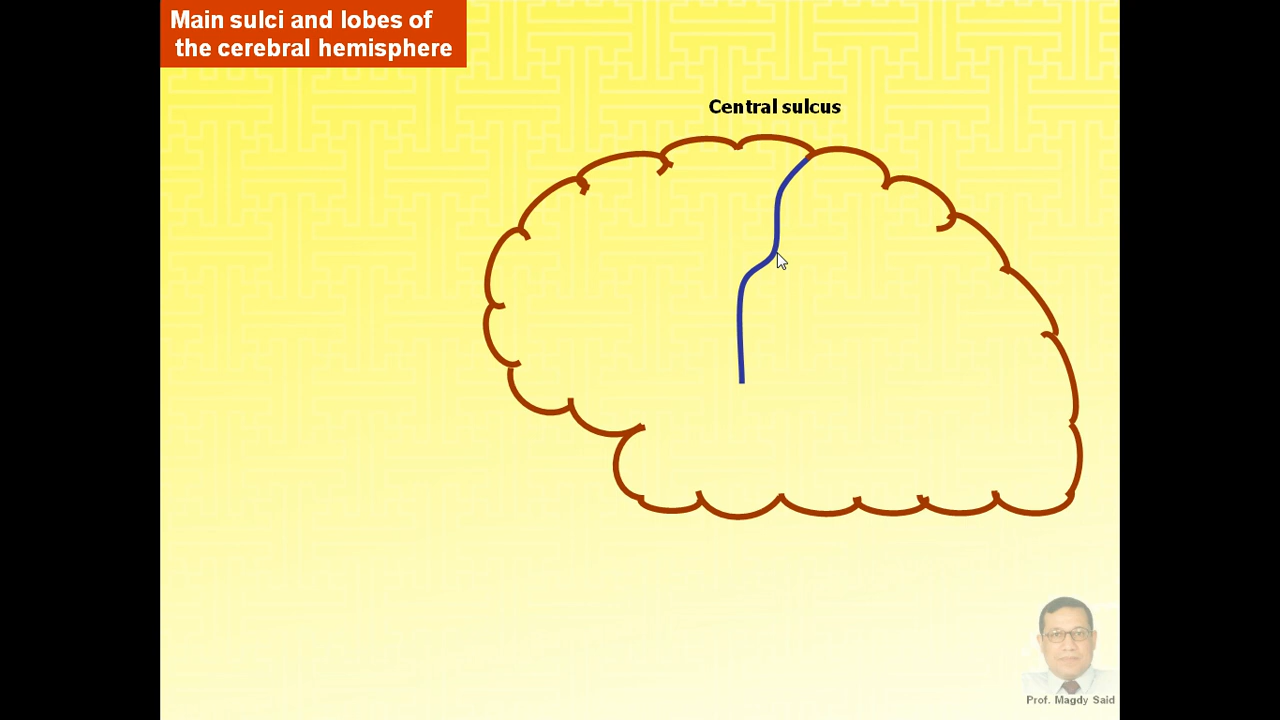 Main sulci and lobes of
the cerebral hemisphere
Central sulcus
Prof. Magdy Said